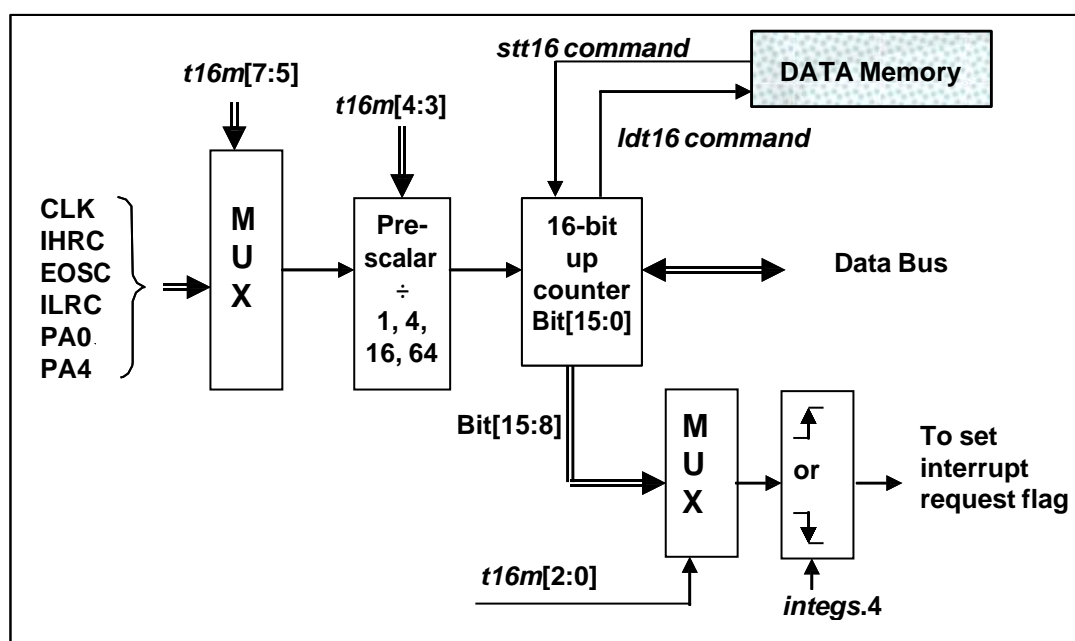 stt16 command
DATA Memory
t16m[7:5]
t16m[4:3]
ldt16 command
CLK
IHRC
EOSC
ILRC
PA0
PA4
M
U
X
Pre-
scalar
÷
1, 4,
16, 64
16-bit
up
counter
Bit[15:0]
Data Bus
Bit[15:8]
M
U
X
or
To set
interrupt
request flag
t16m[2:0]
integs.4